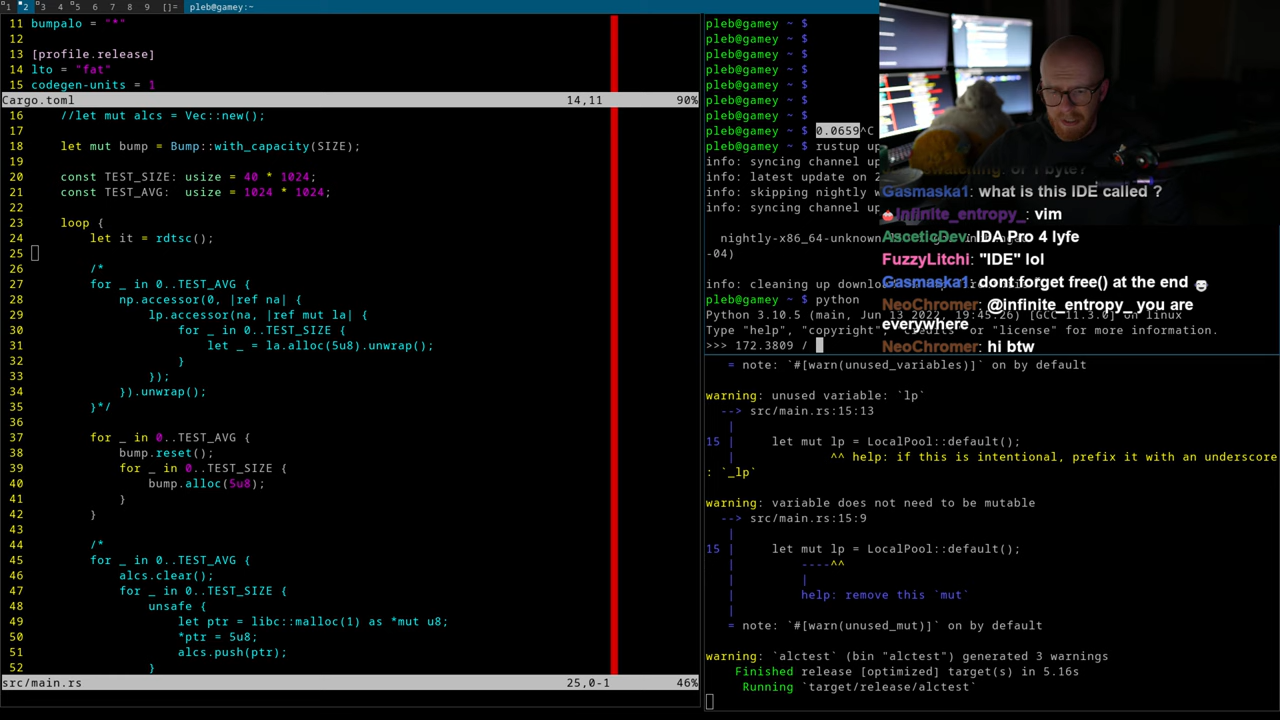 1 2 3 4 5 6 7 8 9 []= pleb@gamey:~
11 bumpalo = "*"
12
13 [profile.release]
14 lto = "fat"
15 codegen-units = 1
Cargo.toml 14,11 90%
16 //let mut alcs = Vec::new();
17
18 let mut bump = Bump::with_capacity(SIZE);
19
20 const TEST_SIZE: usize = 40 * 1024;
21 const TEST_AVG: usize = 1024 * 1024;
22
23 loop {
24 let it = rdtsc();
25
26 /*
27 for _ in 0..TEST_AVG {
28 np.accessor(0, |ref na| {
29 lp.accessor(na, |ref mut la| {
30 for _ in 0..TEST_SIZE {
31 let _ = la.alloc(5u8).unwrap();
32 }
33 });
34 }).unwrap();
35 }*/
36
37 for _ in 0..TEST_AVG {
38 bump.reset();
39 for _ in 0..TEST_SIZE {
40 bump.alloc(5u8);
41 }
42 }
43
44 /*
45 for _ in 0..TEST_AVG {
46 alcs.clear();
47 for _ in 0..TEST_SIZE {
48 unsafe {
49 let ptr = libc::malloc(1) as *mut u8;
50 *ptr = 5u8;
51 alcs.push(ptr);
52 }
src/main.rs 25,0-1 46%
pleb@gamey ~ $
pleb@gamey ~ $
pleb@gamey ~ $
pleb@gamey ~ $
pleb@gamey ~ $
pleb@gamey ~ $
pleb@gamey ~ $
pleb@gamey ~ $ 0.0659^C
pleb@gamey ~ $ rustup up
info: syncing channel up
info: latest update on 2
info: skipping nightly w
info: syncing channel up
nightly-x86_64-unknown
-04)
info: cleaning up downlo
pleb@gamey ~ $ python
Python 3.10.5 (main, Jun 13 2022, 19:45:26) [GCC 11.3.0] on linux
Type "help", "copyright", "credits" or "license" for more information.
>>> 172.3809 /
or 1 byte?
Gasmaska1: what is this IDE called ?
Infinite_entropy_: vim
AsceticDev: IDA Pro 4 lyfe
FuzzyLitchi: "IDE" lol
Gasmaska1: dont forget free() at the end
NeoChromer: @infinite_entropy_ you are
everywhere
NeoChromer: hi btw
= note: `#[warn(unused_variables)]` on by default
warning: unused variable: `lp`
--> src/main.rs:15:13
|
15 | let mut lp = LocalPool::default();
| ^^ help: if this is intentional, prefix it with an underscore
: `_lp`
warning: variable does not need to be mutable
--> src/main.rs:15:9
|
15 | let mut lp = LocalPool::default();
| ----^^
| |
| help: remove this `mut`
|
= note: `#[warn(unused_mut)]` on by default
warning: `alctest` (bin "alctest") generated 3 warnings
Finished release [optimized] target(s) in 5.16s
Running `target/release/alctest`